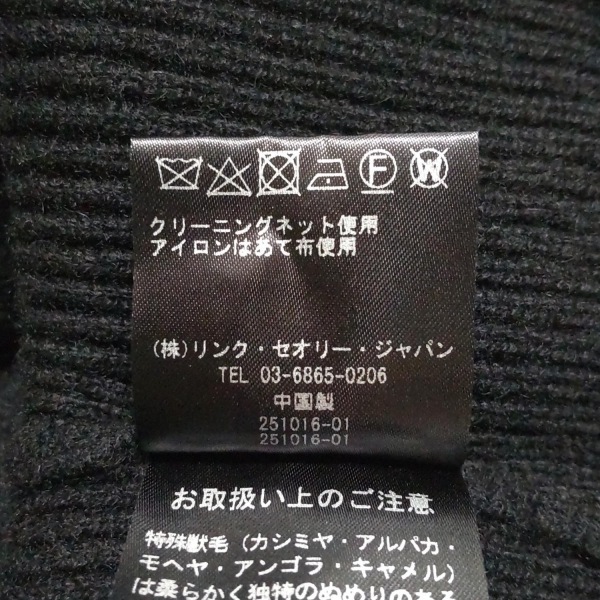 F W
クリーニングネット使用
アイロンはあて布使用
(株)リンク・セオリー・ジャパン
TEL 03-6865-0206
中国製
251016-01
251016-01
お取扱い上のご注意
特殊獣毛(カシミヤ・アルパカ・
モヘヤ・アンゴラ・キャメル)
は柔らかく独特のぬめりのある